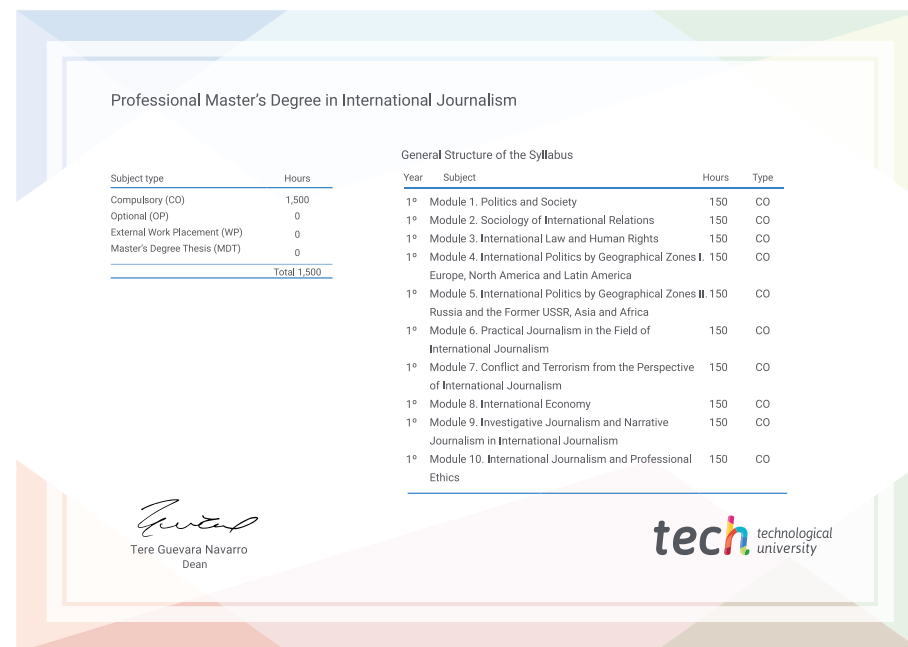 Professional Master's Degree in International Journalism
Subject type Hours
Compulsory (CO) 1,500
Optional (OP) 0
External Work Placement (WP) 0
Master's Degree Thesis (MDT) 0
Total 1,500
General Structure of the Syllabus
Year Subject Hours Type
1º Module 1. Politics and Society 150 CO
1º Module 2. Sociology of International Relations 150 CO
1º Module 3. International Law and Human Rights 150 CO
1º Module 4. International Politics by Geographical Zones I. 150 CO
Europe, North America and Latin America
1º Module 5. International Politics by Geographical Zones II. 150 CO
Russia and the Former USSR, Asia and Africa
1º Module 6. Practical Journalism in the Field of 150 CO
International Journalism
1º Module 7. Conflict and Terrorism from the Perspective 150 CO
of International Journalism
1º Module 8. International Economy 150 CO
1º Module 9. Investigative Journalism and Narrative 150 CO
Journalism in International Journalism
1º Module 10. International Journalism and Professional 150 CO
Ethics
Tere Guevara Navarro
Dean
tech technological
university